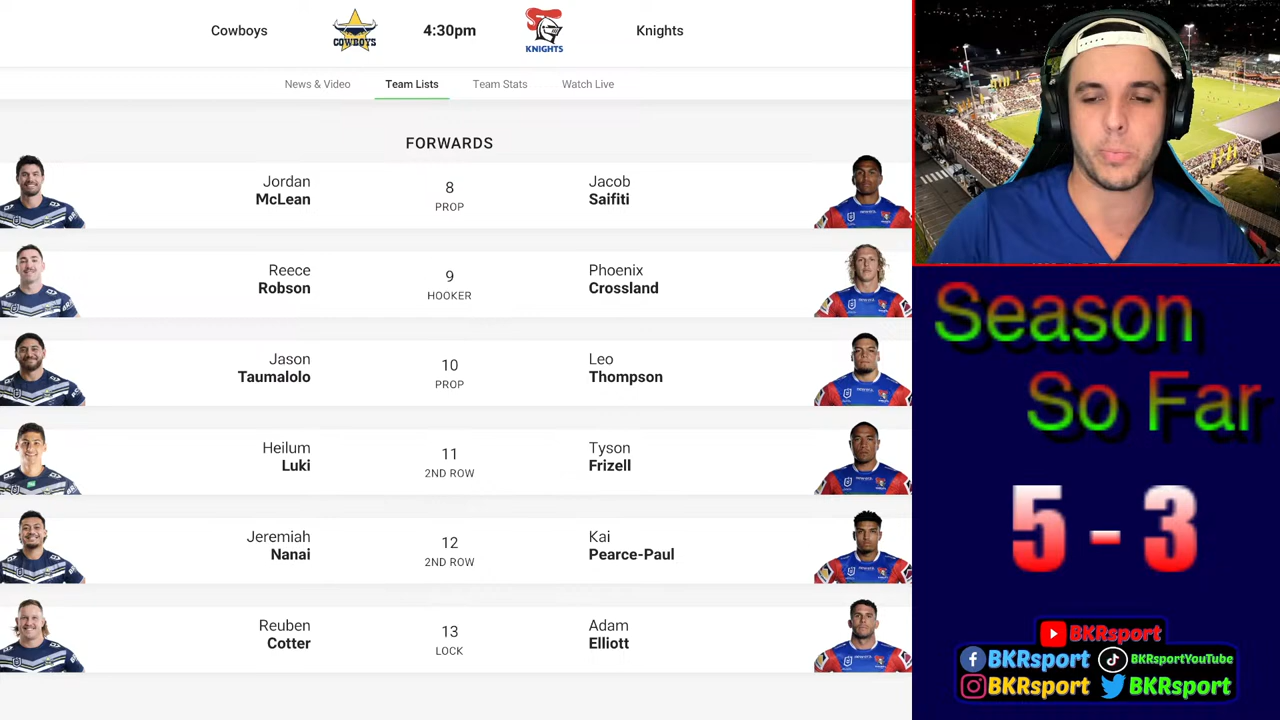 Cowboys
COWBOYS
4:30pm
KNIGHTS
Knights
News & Video
Team Lists
Team Stats
Watch Live
FORWARDS
Jordan
McLean
8
PROP
Jacob
Saifiti
Reece
Robson
9
HOOKER
Phoenix
Crossland
Jason
Taumalolo
10
PROP
Leo
Thompson
Heilum
Luki
11
2ND ROW
Tyson
Frizell
Jeremiah
Nanai
12
2ND ROW
Kai
Pearce-Paul
Reuben
Cotter
13
LOCK
Adam
Elliott
Season
So Far
5 - 3
BKRsport
BKRsport
BKRsportYouTube
BKRsport
BKRsport